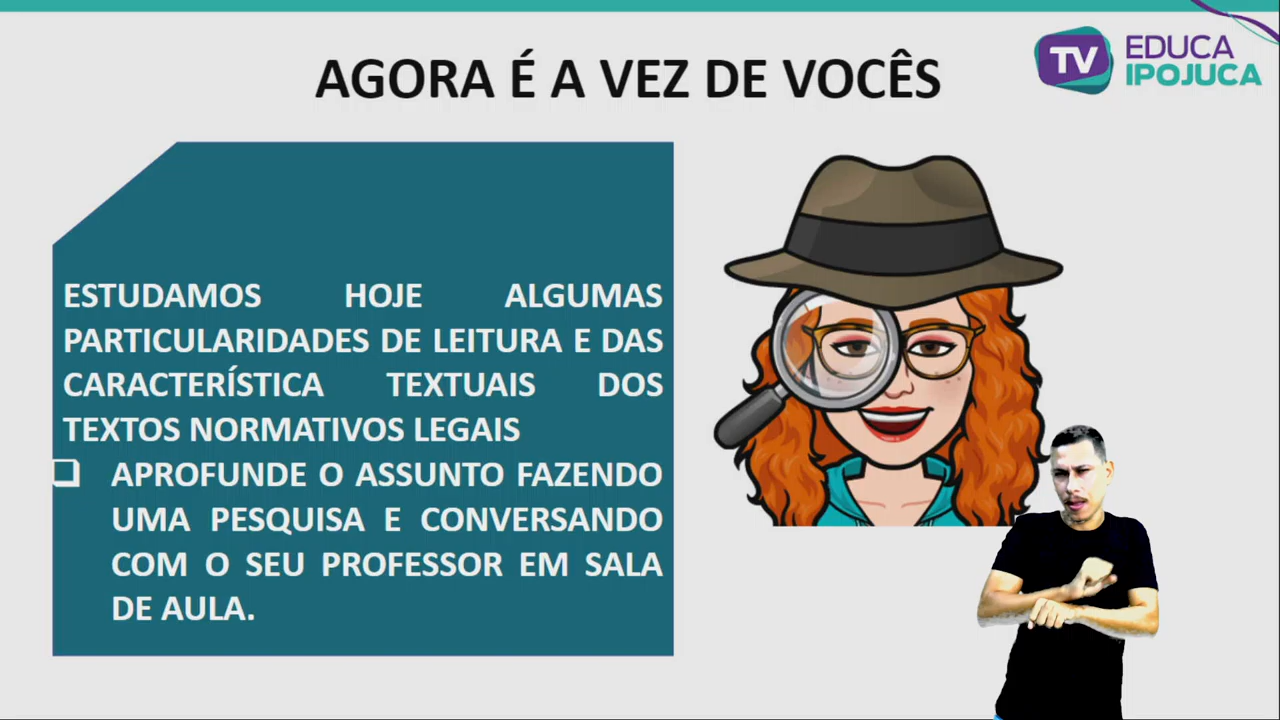 AGORA É A VEZ DE VOCÊS
TV EDUCA
IPOJUCA
ESTUDAMOS HOJE ALGUMAS
PARTICULARIDADES DE LEITURA E DAS
CARACTERÍSTICA TEXTUAIS DOS
TEXTOS NORMATIVOS LEGAIS
APROFUNDE O ASSUNTO FAZENDO
UMA PESQUISA E CONVERSANDO
COM O SEU PROFESSOR EM SALA
DE AULA.